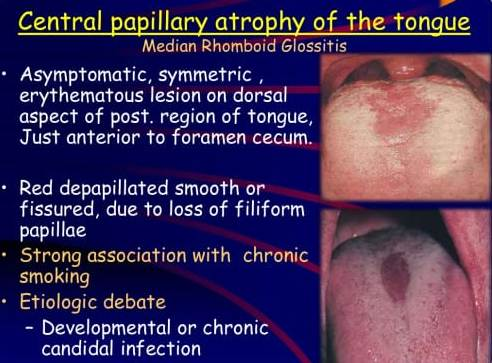 Central papillary atrophy of the tongue
Median Rhomboid Glossitis
• Asymptomatic, symmetric ,
erythematous lesion on dorsal
aspect of post. region of tongue,
Just anterior to foramen cecum.
• Red depapillated smooth or
fissured, due to loss of filiform
papillae
• Strong association with chronic
smoking
• Etiologic debate
– Developmental or chronic
candidal infection